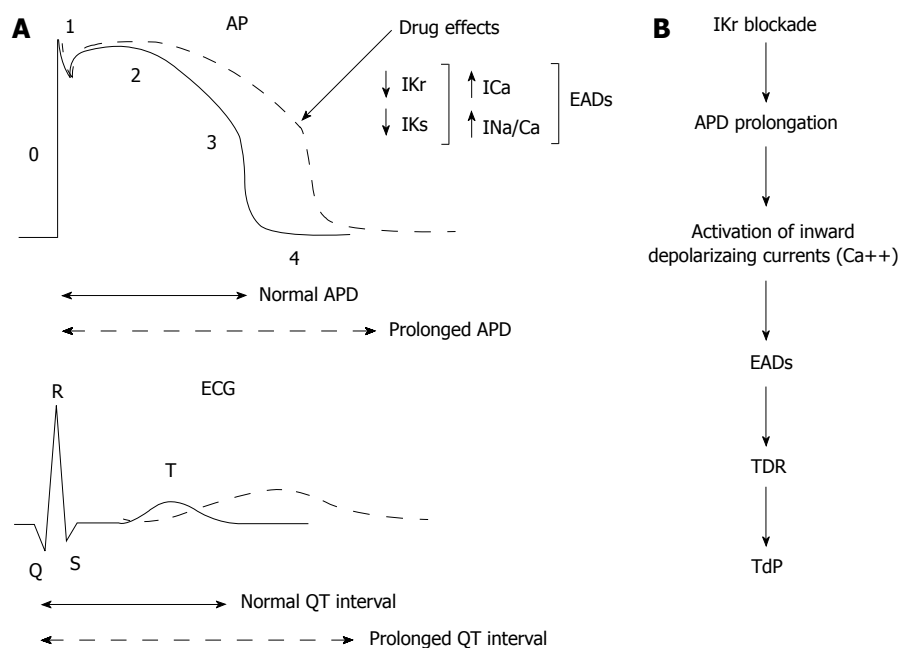 A
1
AP
Drug effects
2
IKr
ICa
IKs
INa/Ca
EADs
0
3
4
Normal APD
Prolonged APD
ECG
R
T
Q
S
Normal QT interval
Prolonged QT interval
B
IKr blockade
APD prolongation
Activation of inward
depolarizaing currents (Ca++)
EADs
TDR
TdP